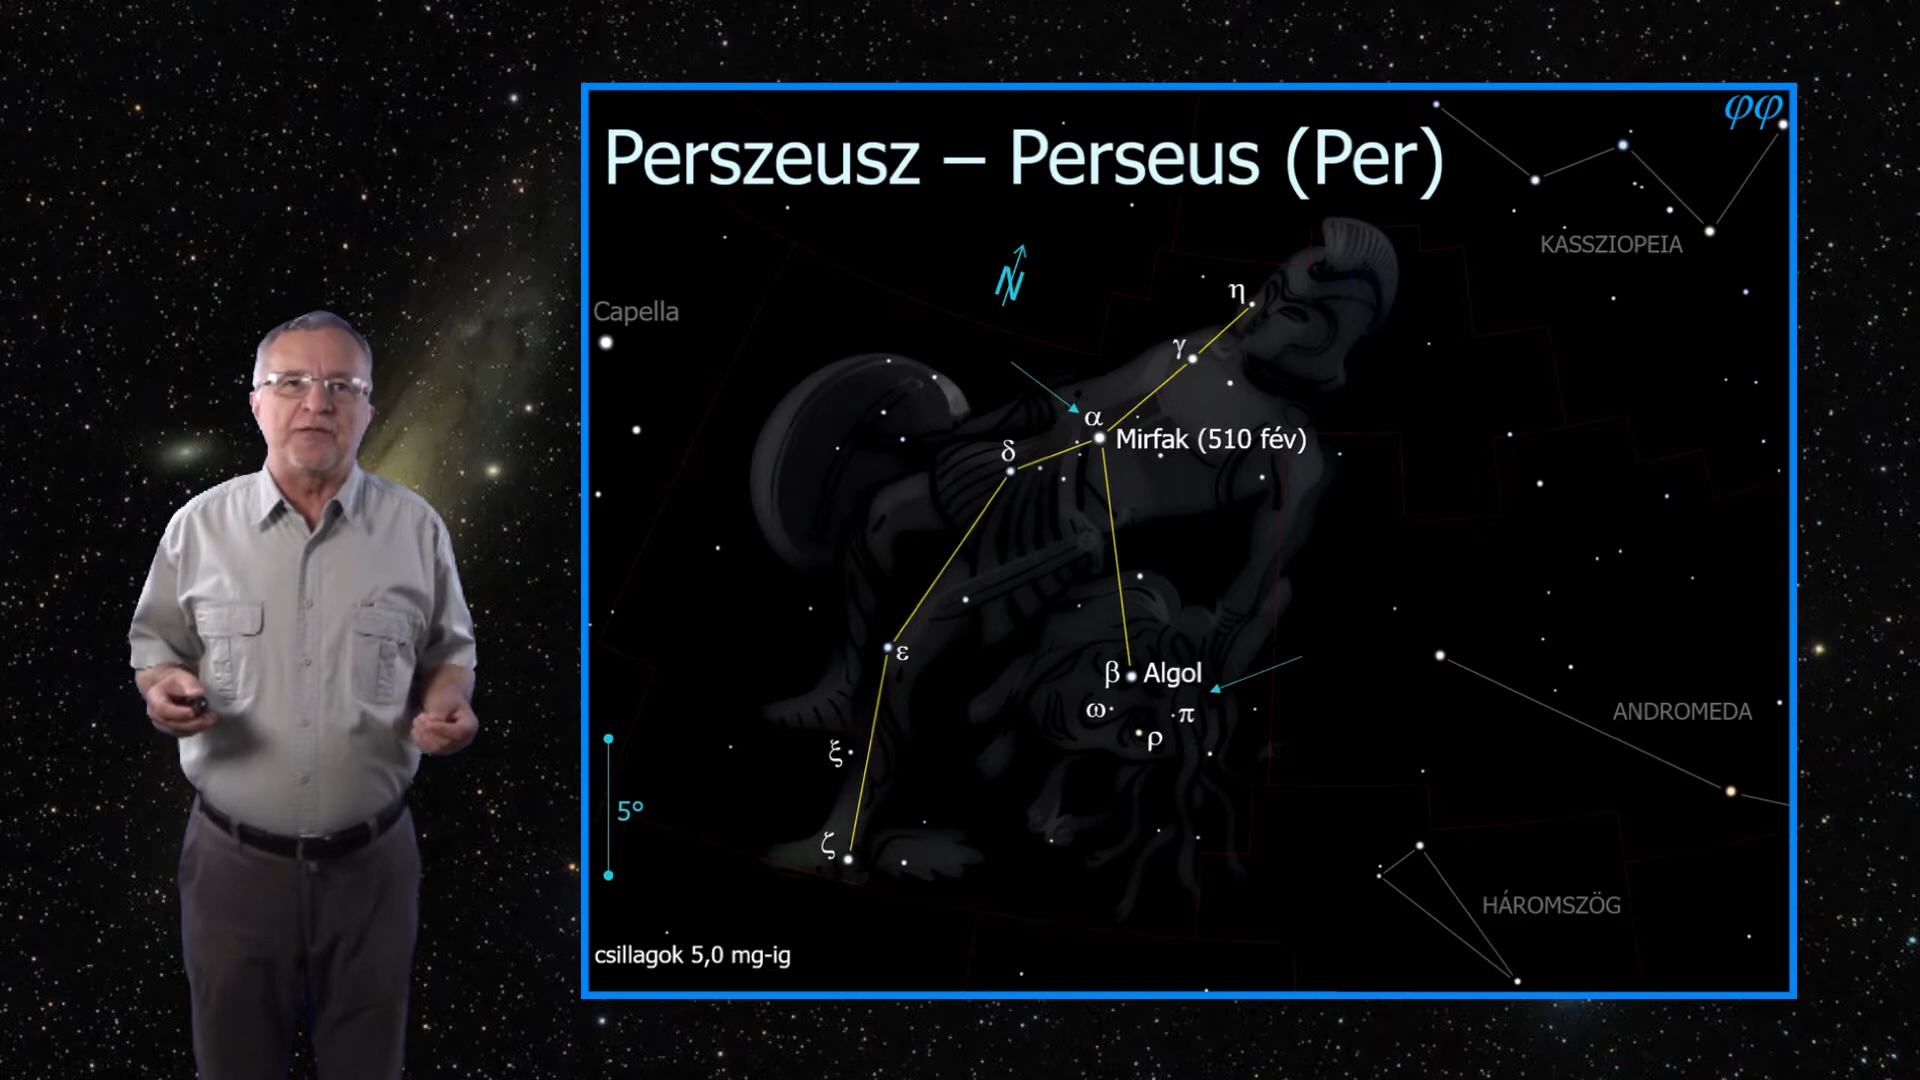 φφ
Perszeusz – Perseus (Per)
KASSZIOPEIA
N
η
Capella
γ
α
Mirfak (510 fév)
δ
ε
β Algol
ω π
ρ
ANDROMEDA
ξ
5°
ζ
HÁROMSZÖG
csillagok 5,0 mg-ig